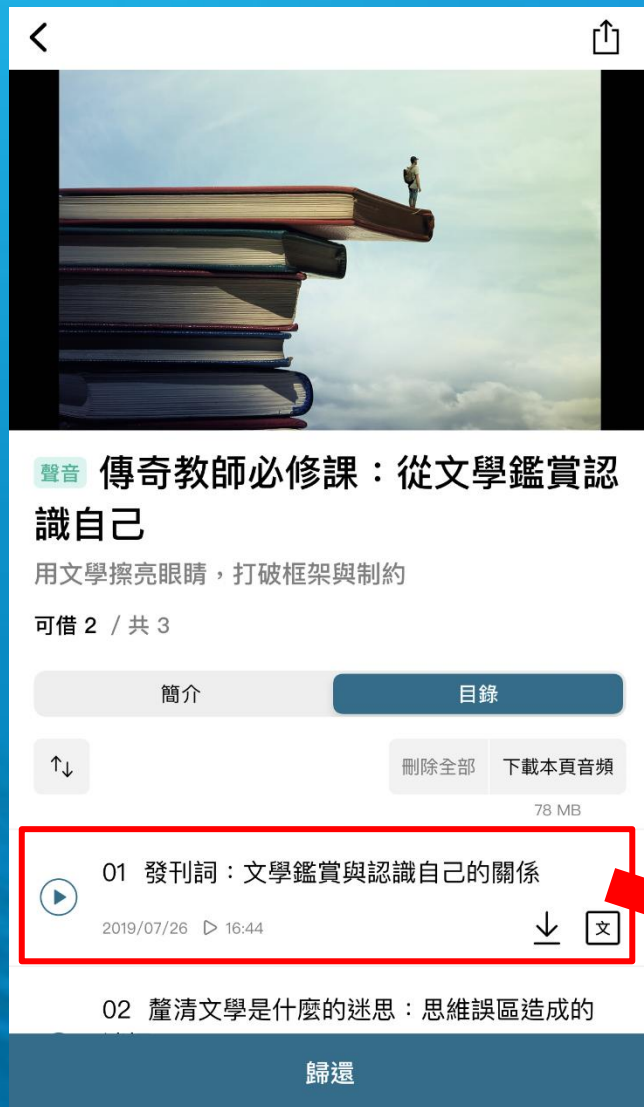 聲音 傳奇教師必修課：從文學鑑賞認
識自己
用文學擦亮眼睛，打破框架與制約
可借 2 / 共 3
簡介 目錄
刪除全部 下載本頁音頻
78 MB
01 發刊詞：文學鑑賞與認識自己的關係
2019/07/26 16:44
文
02 釐清文學是什麼的迷思：思維誤區造成的
歸還